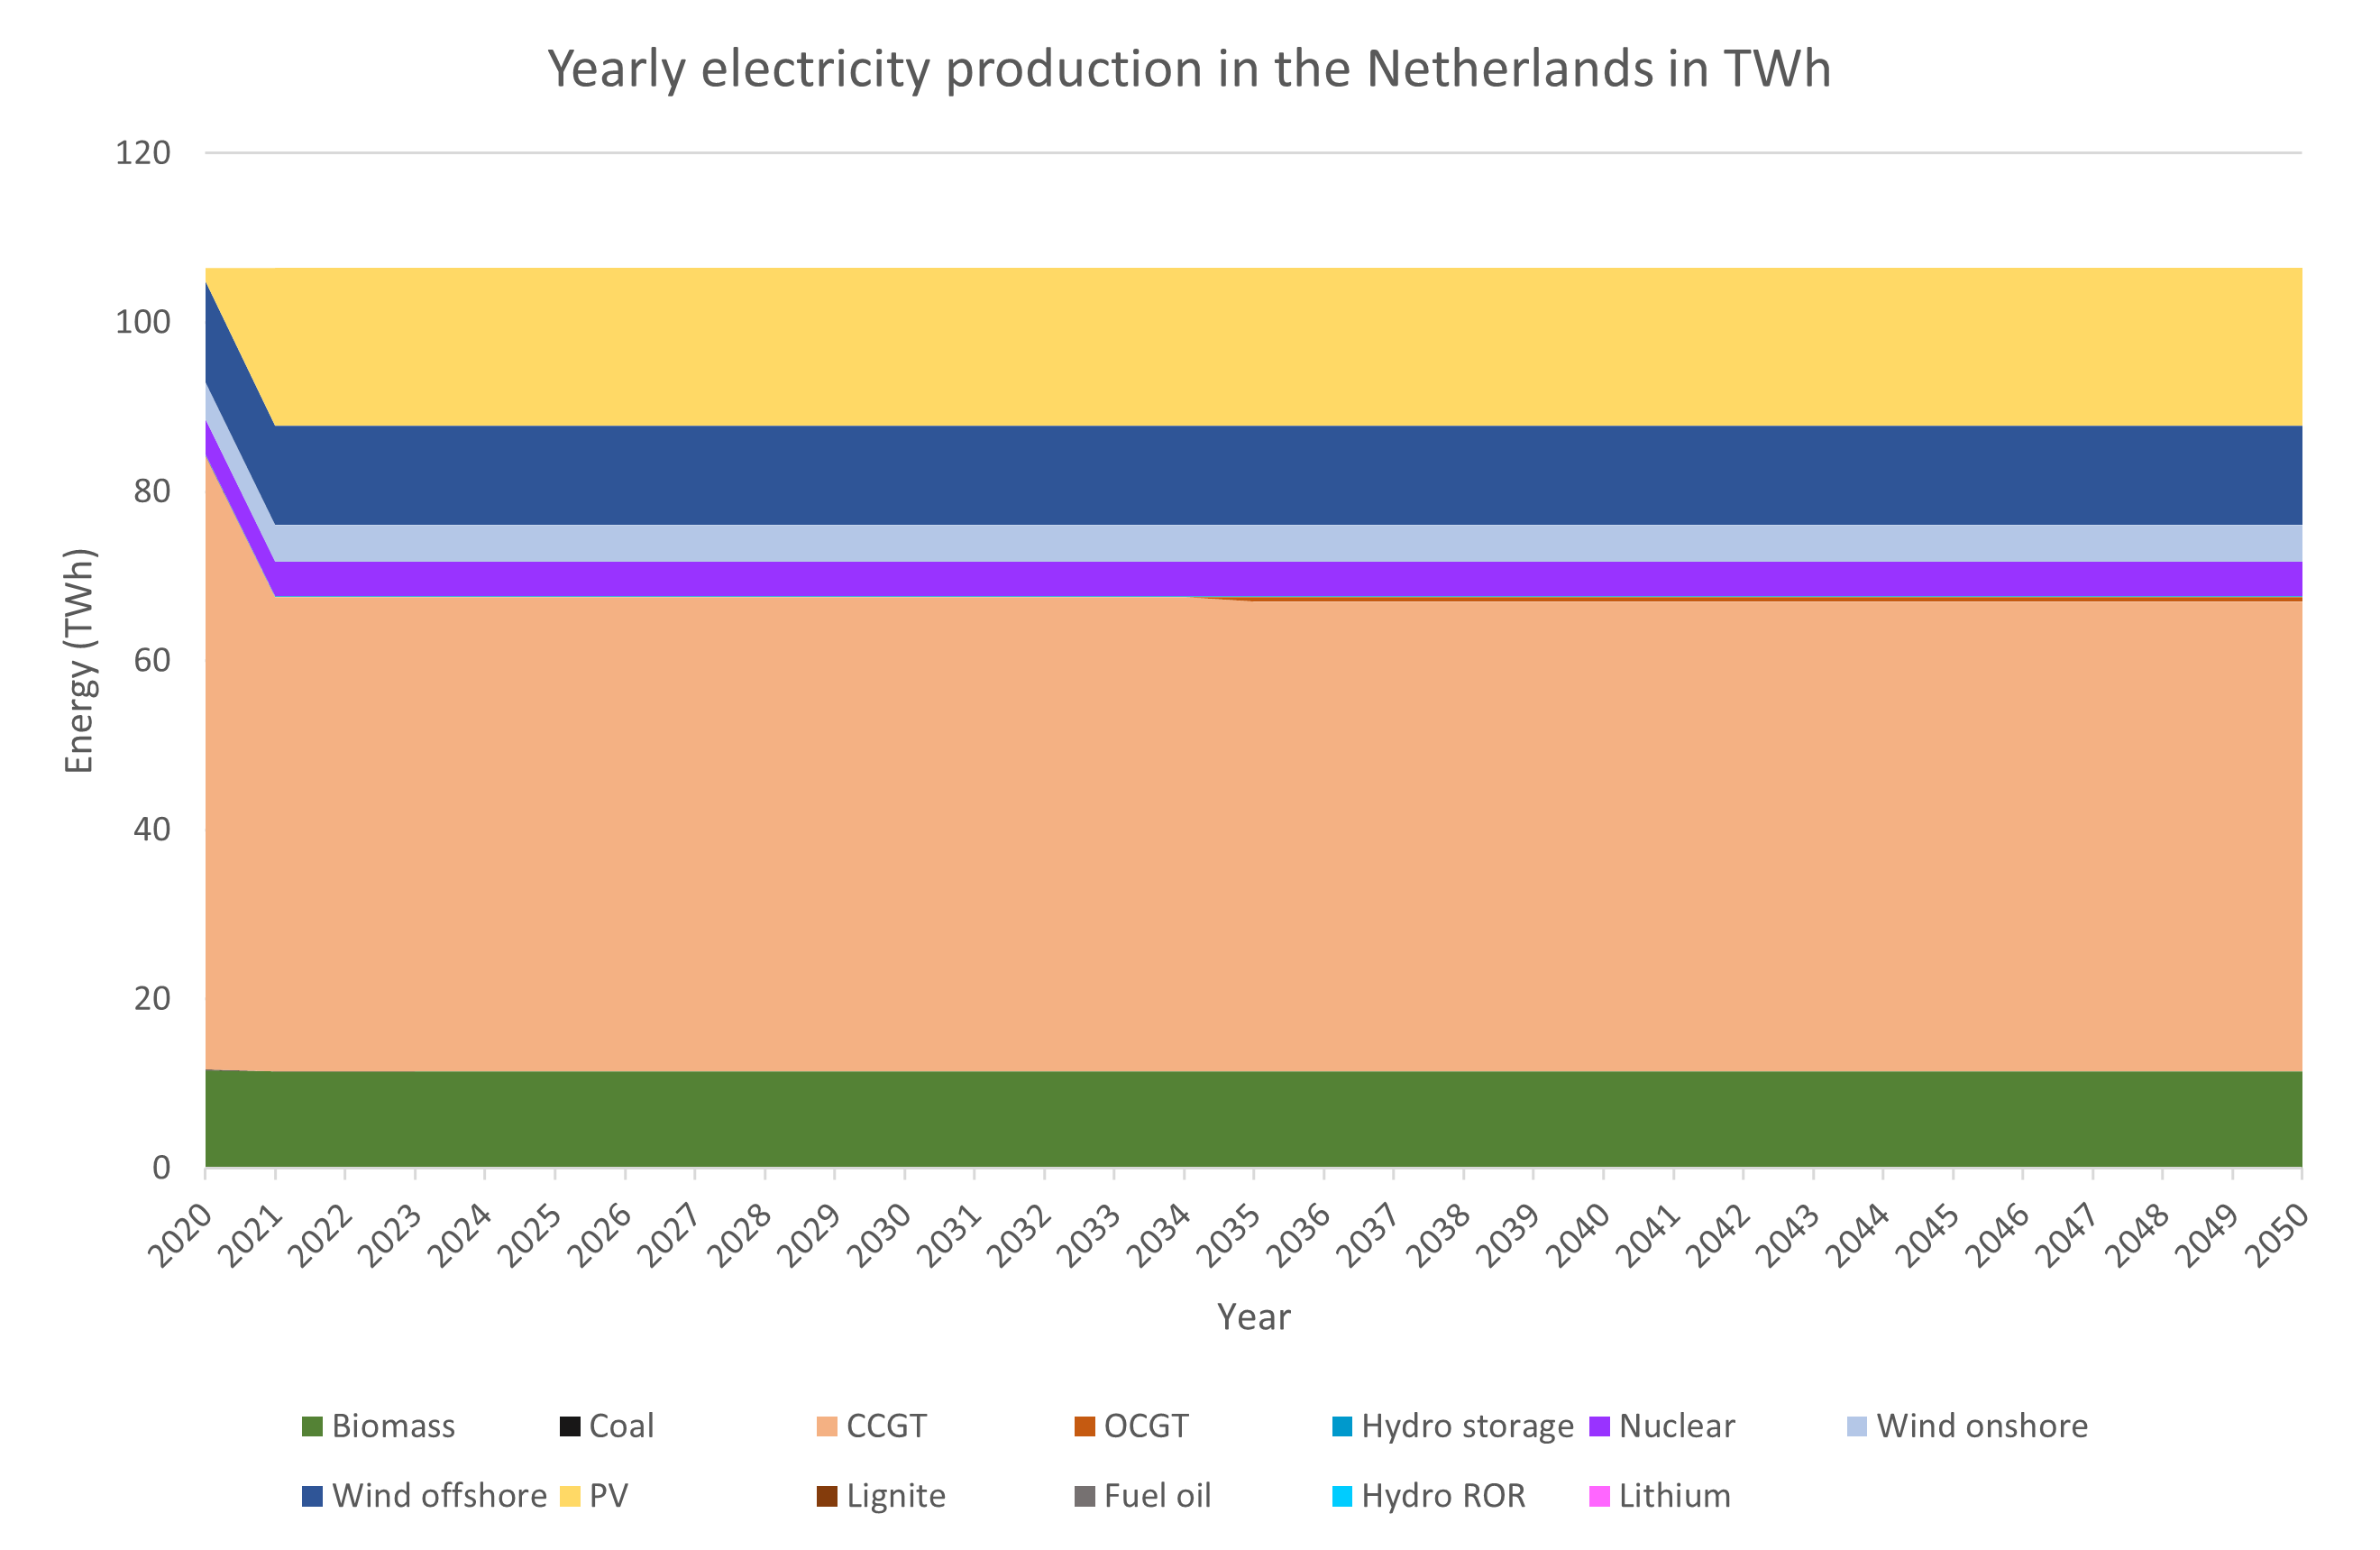 Yearly electricity production in the Netherlands in TWh
120
100
80
60
40
20
0
Energy (TWh)
2020 2021 2022 2023 2024 2025 2026 2027 2028 2029 2030 2031 2032 2033 2034 2035 2036 2037 2038 2039 2040 2041 2042 2043 2044 2045 2046 2047 2048 2049 2050
Year
Biomass Coal CCGT OCGT Hydro storage Nuclear Wind onshore
Wind offshore PV Lignite Fuel oil Hydro ROR Lithium